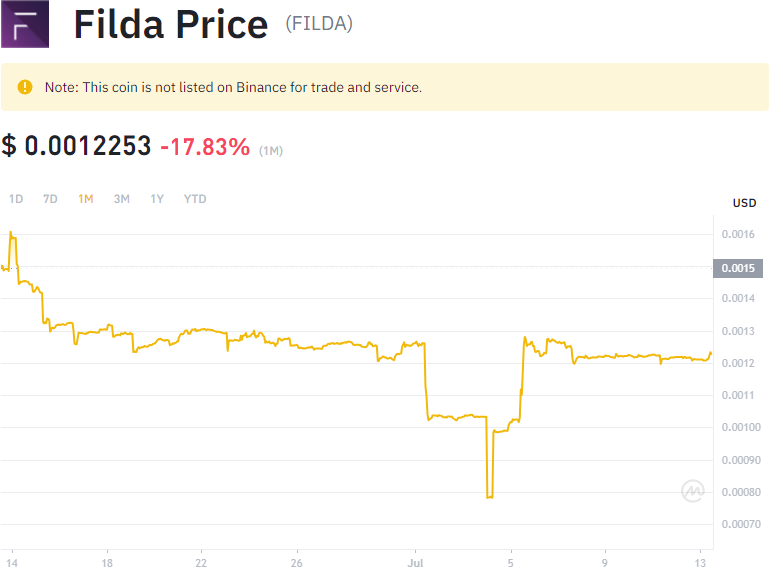 Filda Price (FILDA)
Note: This coin is not listed on Binance for trade and service.
$ 0.0012253 -17.83% (1M)
1D 7D 1M 3M 1Y YTD
USD
0.0016
0.0015
0.0014
0.0013
0.0012
0.0011
0.00100
0.00090
0.00080
0.00070
14 18 22 26 Jul 5 9 13